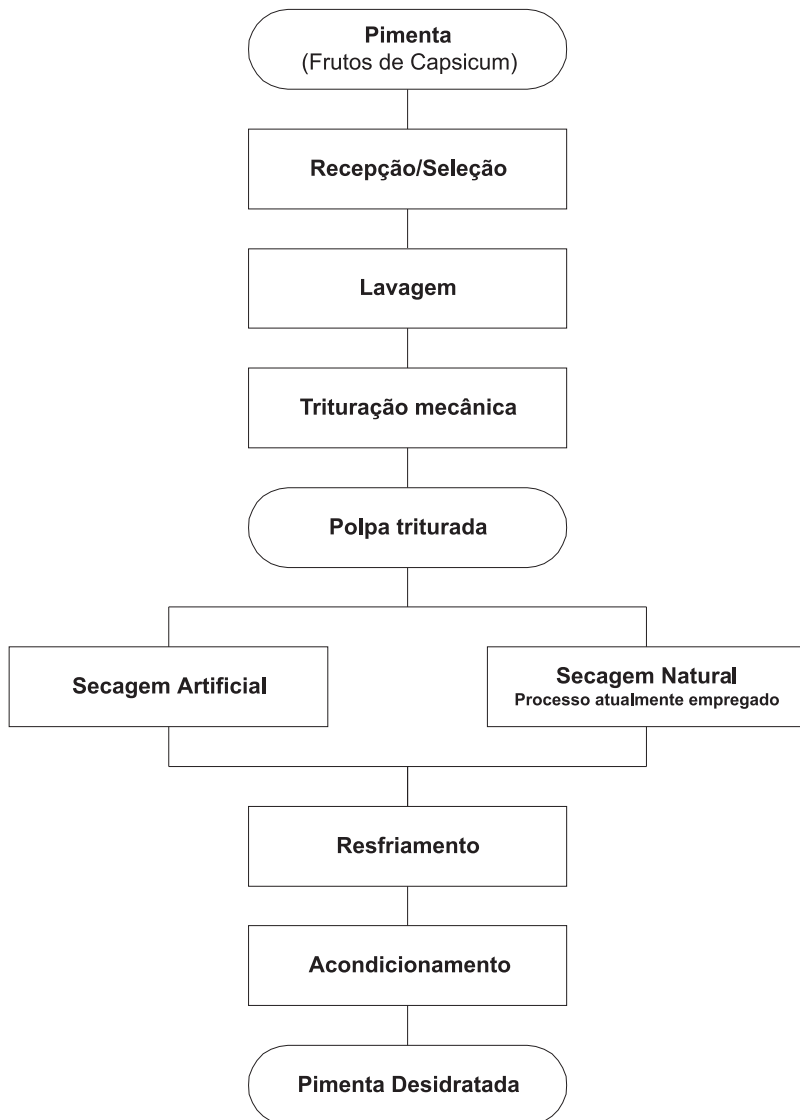 Pimenta
(Frutos de Capsicum)
Recepção/Seleção
Lavagem
Trituração mecânica
Polpa triturada
Secagem Artificial
Secagem Natural
Processo atualmente empregado
Resfriamento
Acondicionamento
Pimenta Desidratada